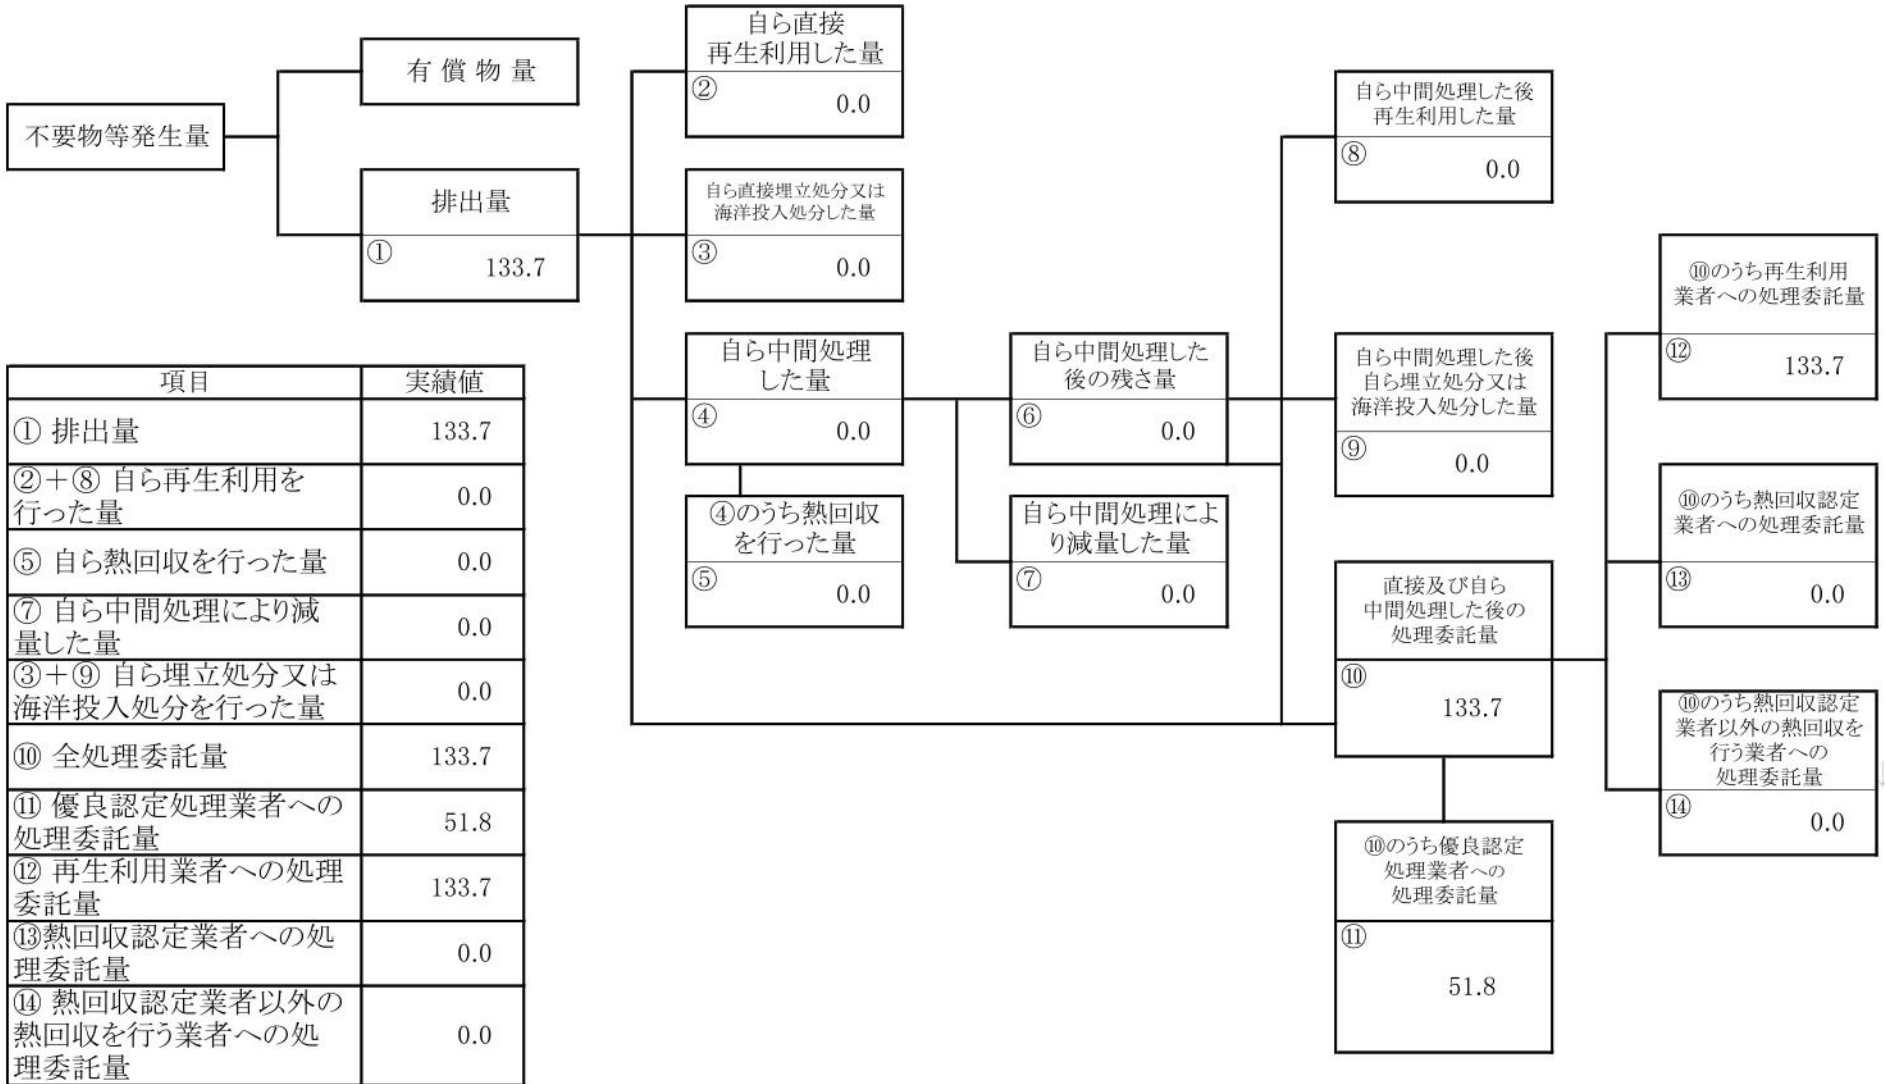 不要物等発生量
有償物量
排出量
①
133.7
自ら直接
再生利用した量
②
0.0
自ら直接埋立処分又は
海洋投入処分した量
③
0.0
自ら中間処理
した量
④
0.0
④のうち熱回収
を行った量
⑤
0.0
自ら中間処理した
後の残さ量
⑥
0.0
自ら中間処理によ
り減量した量
⑦
0.0
自ら中間処理した後
再生利用した量
⑧
0.0
自ら中間処理した後
自ら埋立処分又は
海洋投入処分した量
⑨
0.0
直接及び自ら
中間処理した後の
処理委託量
⑩
133.7
⑩のうち優良認定
処理業者への
処理委託量
⑪
51.8
⑩のうち再生利用
業者への処理委託量
⑫
133.7
⑩のうち熱回収認定
業者への処理委託量
⑬
0.0
⑩のうち熱回収認定
業者以外の熱回収を
行う業者への
処理委託量
⑭
0.0
項目 実績値
① 排出量 133.7
②＋⑧ 自ら再生利用を
行った量 0.0
⑤ 自ら熱回収を行った量 0.0
⑦ 自ら中間処理により減
量した量 0.0
③＋⑨ 自ら埋立処分又は
海洋投入処分を行った量 0.0
⑩ 全処理委託量 133.7
⑪ 優良認定処理業者への
処理委託量 51.8
⑫ 再生利用業者への処理
委託量 133.7
⑬熱回収認定業者への処
理委託量 0.0
⑭ 熱回収認定業者以外の
熱回収を行う業者への処
理委託量 0.0